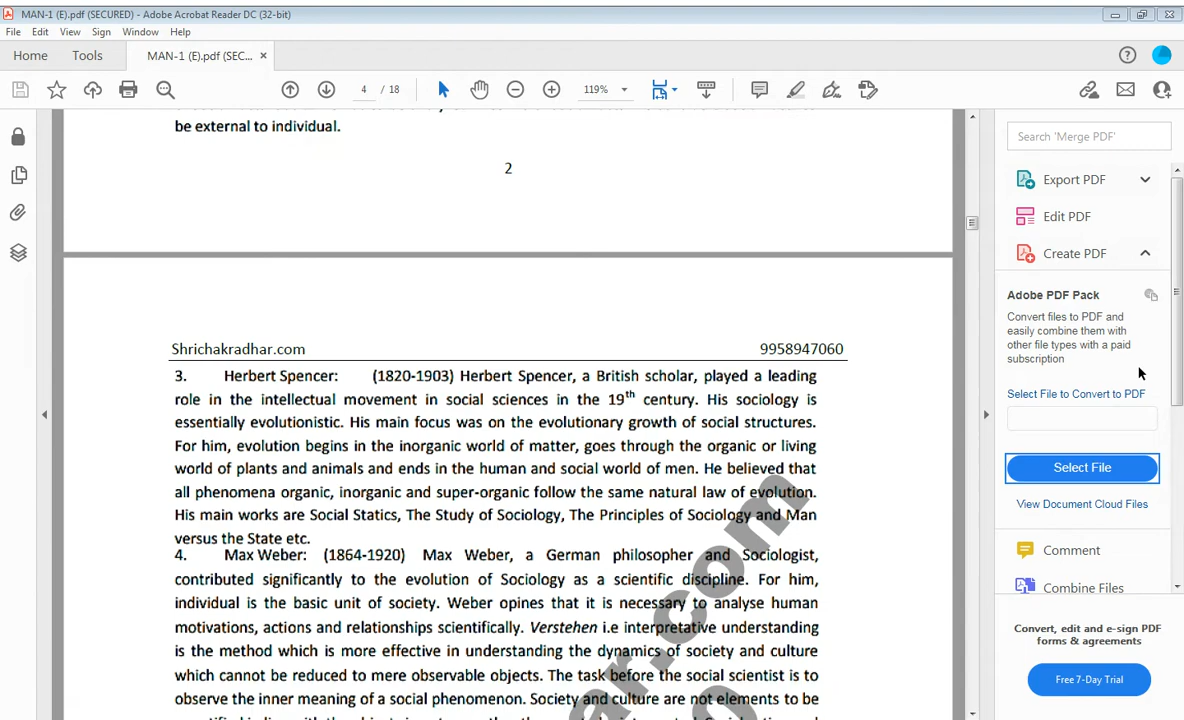 MAN-1 (E).pdf (SECURED) - Adobe Acrobat Reader DC (32-bit)
File Edit View Sign Window Help
Home Tools MAN-1 (E).pdf (SEC... ×
4 / 18 119%
be external to individual.
2
Shrichakradhar.com 9958947060
3. Herbert Spencer: (1820-1903) Herbert Spencer, a British scholar, played a leading
role in the intellectual movement in social sciences in the 19th century. His sociology is
essentially evolutionistic. His main focus was on the evolutionary growth of social structures.
For him, evolution begins in the inorganic world of matter, goes through the organic or living
world of plants and animals and ends in the human and social world of men. He believed that
all phenomena organic, inorganic and super-organic follow the same natural law of evolution.
His main works are Social Statics, The Study of Sociology, The Principles of Sociology and Man
versus the State etc.
4. Max Weber: (1864-1920) Max Weber, a German philosopher and Sociologist,
contributed significantly to the evolution of Sociology as a scientific discipline. For him,
individual is the basic unit of society. Weber opines that it is necessary to analyse human
motivations, actions and relationships scientifically. Verstehen i.e interpretative understanding
is the method which is more effective in understanding the dynamics of society and culture
which cannot be reduced to mere observable objects. The task before the social scientist is to
observe the inner meaning of a social phenomenon. Society and culture are not elements to be
ar.com
Search 'Merge PDF'
Export PDF
Edit PDF
Create PDF
Adobe PDF Pack
Convert files to PDF and
easily combine them with
other file types with a paid
subscription
Select File to Convert to PDF
Select File
View Document Cloud Files
Comment
Combine Files
Convert, edit and e-sign PDF
forms & agreements
Free 7-Day Trial